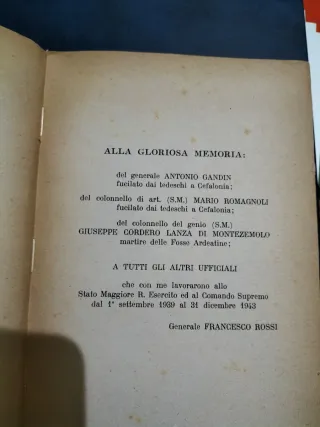 ALLA GLORIOSA MEMORIA:
del generale ANTONIO GANDIN
fucilato dai tedeschi a Cefalonia;
del colonnello di art. (S.M.) MARIO ROMAGNOLI
fucilato dai tedeschi a Cefalonia;
del colonnello del genio (S.M.)
GIUSEPPE CORDERO LANZA DI MONTEZEMOLO
martire delle Fosse Ardeatine;
A TUTTI GLI ALTRI UFFICIALI
che con me lavorarono allo
Stato Maggiore R. Esercito ed al Comando Supremo
dal 1° settembre 1939 al 31 dicembre 1943
Generale FRANCESCO ROSSI